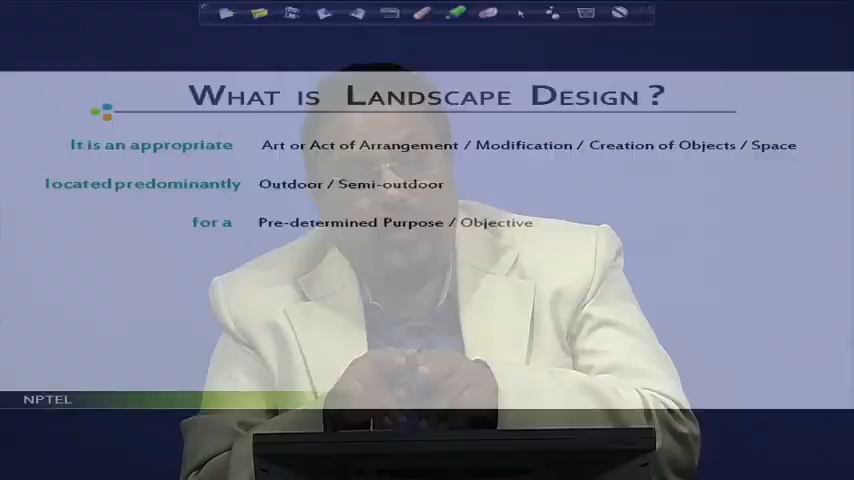 What is Landscape Design ?
It is an appropriate Art or Act of Arrangement / Modification / Creation of Objects / Space
located predominantly Outdoor / Semi-outdoor
for a Pre-determined Purpose / Objective
NPTEL